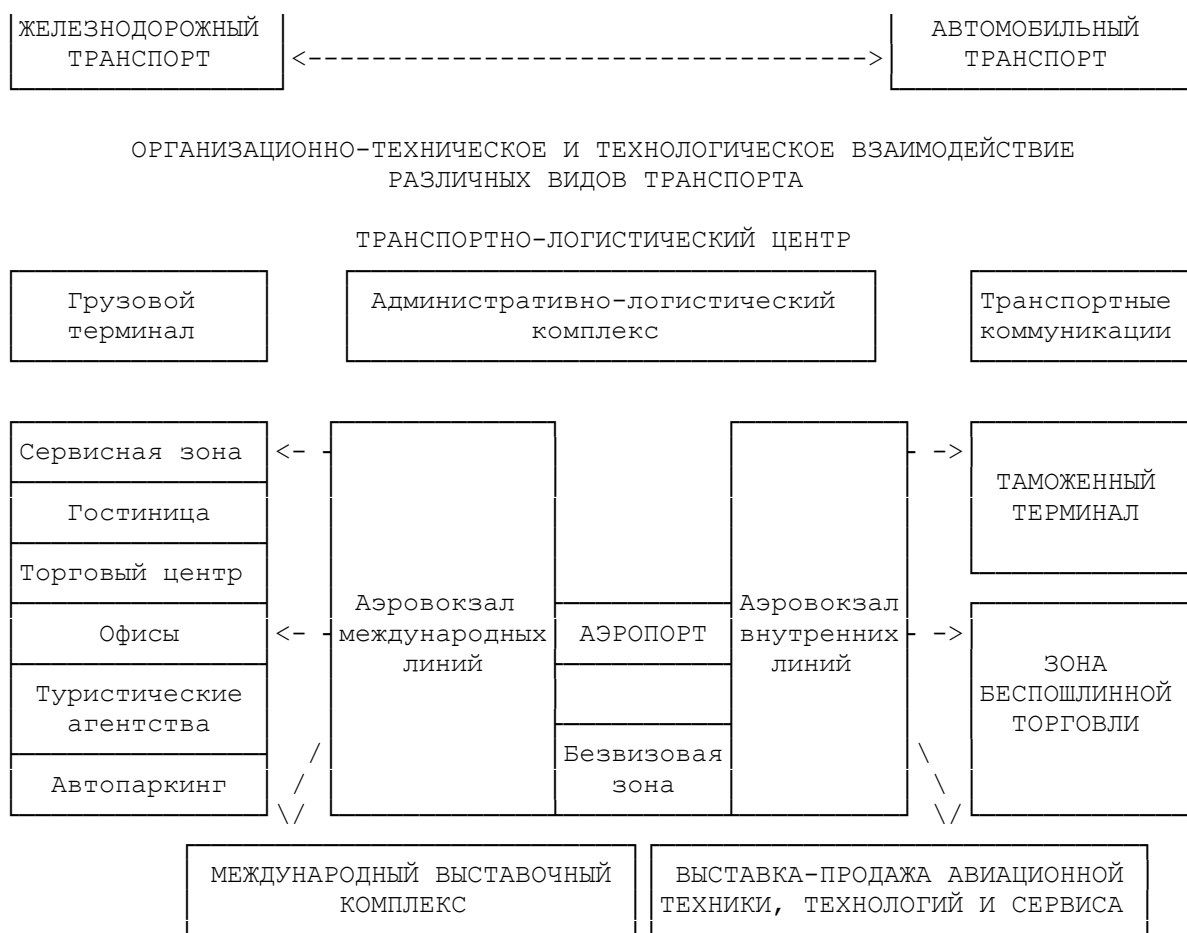 ЖЕЛЕЗНОДОРОЖНЫЙ
ТРАНСПОРТ
АВТОМОБИЛЬНЫЙ
ТРАНСПОРТ
ОРГАНИЗАЦИОННО-ТЕХНИЧЕСКОЕ И ТЕХНОЛОГИЧЕСКОЕ ВЗАИМОДЕЙСТВИЕ
РАЗЛИЧНЫХ ВИДОВ ТРАНСПОРТА
ТРАНСПОРТНО-ЛОГИСТИЧЕСКИЙ ЦЕНТР
Грузовой
терминал
Административно-логистический
комплекс
Транспортные
коммуникации
Сервисная зона
Гостиница
Торговый центр
Офисы
Туристические
агентства
Автопаркинг
Аэровокзал
международных
линий
АЭРОПОРТ
Безвизовая
зона
Аэровокзал
внутренних
линий
ТАМОЖЕННЫЙ
ТЕРМИНАЛ
ЗОНА
БЕСПОШЛИННОЙ
ТОРГОВЛИ
МЕЖДУНАРОДНЫЙ ВЫСТАВОЧНЫЙ
КОМПЛЕКС
ВЫСТАВКА-ПРОДАЖА АВИАЦИОННОЙ
ТЕХНИКИ, ТЕХНОЛОГИЙ И СЕРВИСА